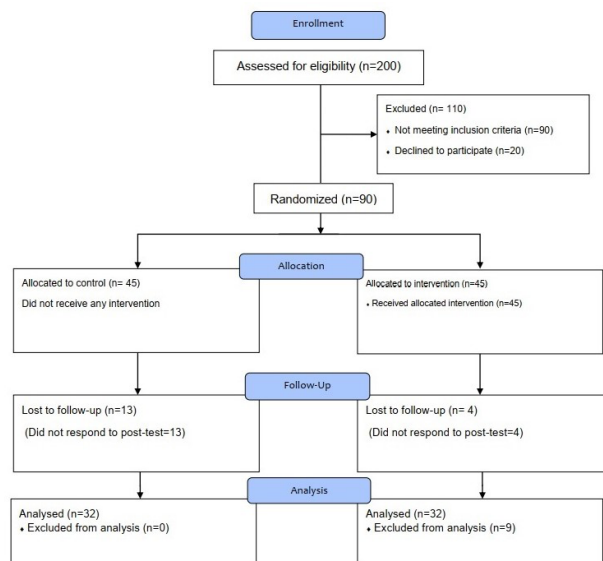 Enrollment
Assessed for eligibility (n=200)
Excluded (n= 110)
♦ Not meeting inclusion criteria (n=90)
♦ Declined to participate (n=20)
Randomized (n=90)
Allocation
Allocated to control (n= 45)
Did not receive any intervention
Allocated to intervention (n=45)
♦ Received allocated intervention (n=45)
Follow-Up
Lost to follow-up (n=13)
(Did not respond to post-test=13)
Lost to follow-up (n= 4)
(Did not respond to post-test=4)
Analysis
Analysed (n=32)
♦ Excluded from analysis (n=0)
Analysed (n=32)
♦ Excluded from analysis (n=9)